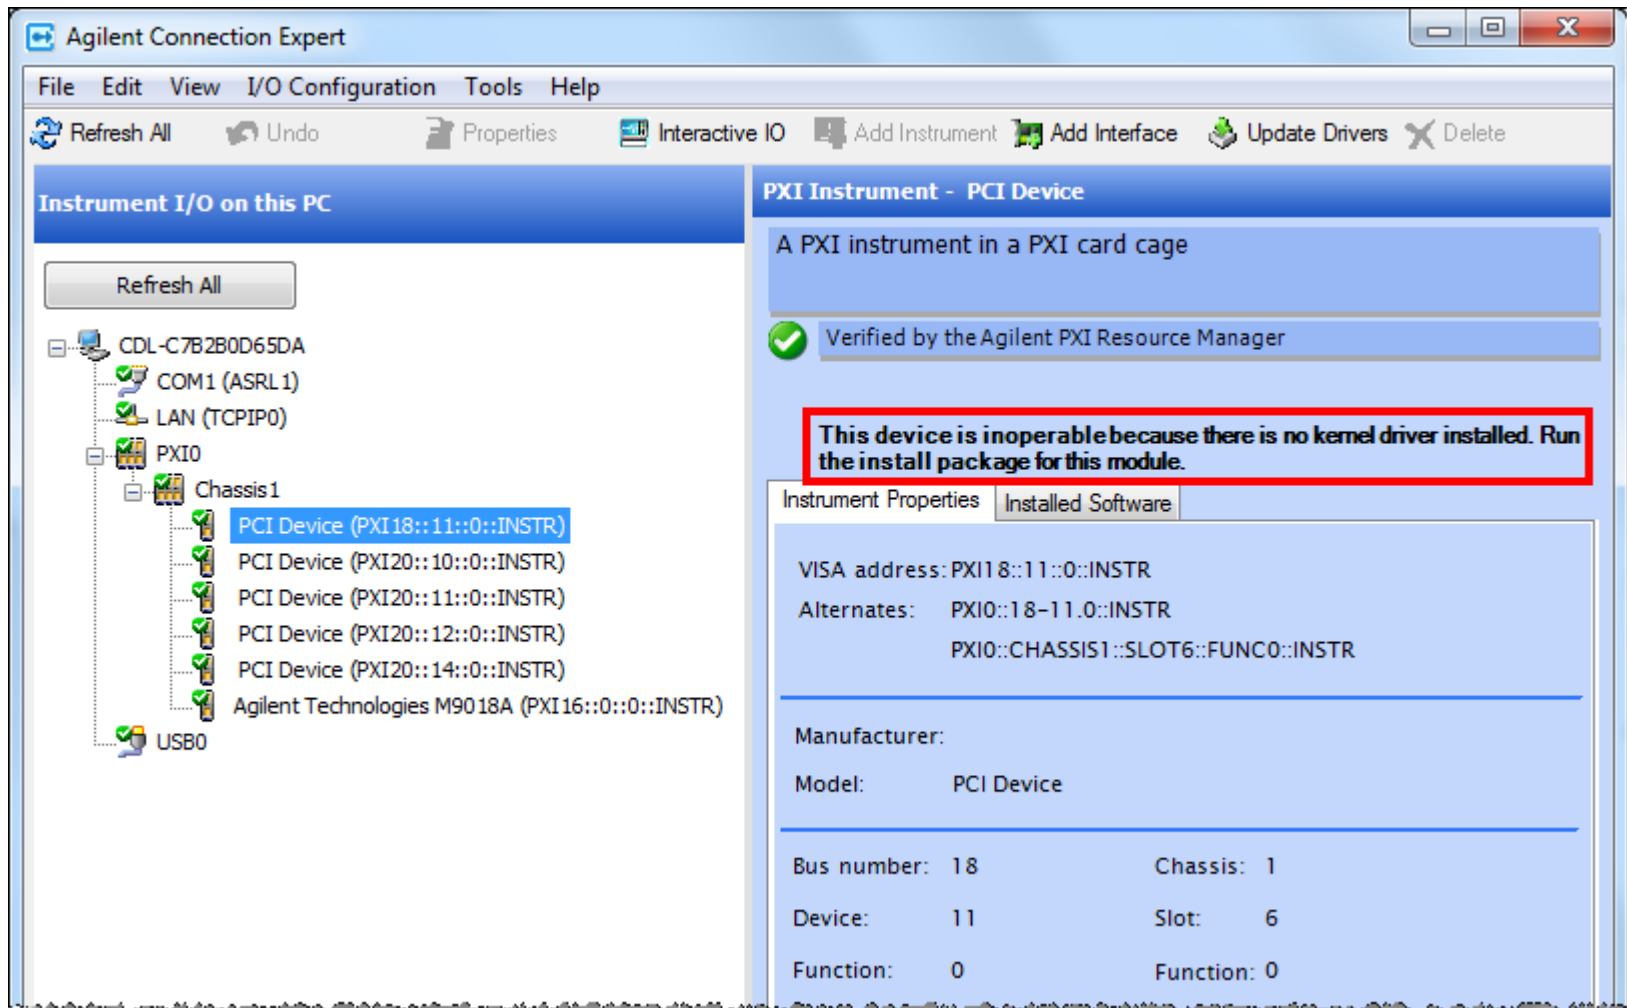 Agilent Connection Expert
File Edit View I/O Configuration Tools Help
Refresh All Undo Properties Interactive IO Add Instrument Add Interface Update Drivers Delete
Instrument I/O on this PC
Refresh All
CDL-C7B2B0D65DA
COM1 (ASRL1)
LAN (TCPIP0)
PXI0
Chassis1
PCI Device (PXI18::11::0::INSTR)
PCI Device (PXI20::10::0::INSTR)
PCI Device (PXI20::11::0::INSTR)
PCI Device (PXI20::12::0::INSTR)
PCI Device (PXI20::14::0::INSTR)
Agilent Technologies M9018A (PXI16::0::0::INSTR)
USB0
PXI Instrument - PCI Device
A PXI instrument in a PXI card cage
Verified by the Agilent PXI Resource Manager
This device is inoperable because there is no kernel driver installed. Run
the install package for this module.
Instrument Properties Installed Software
VISA address: PXI18::11::0::INSTR
Alternates: PXI0::18-11.0::INSTR
PXI0::CHASSIS1::SLOT6::FUNC0::INSTR
Manufacturer:
Model: PCI Device
Bus number: 18 Chassis: 1
Device: 11 Slot: 6
Function: 0 Function: 0